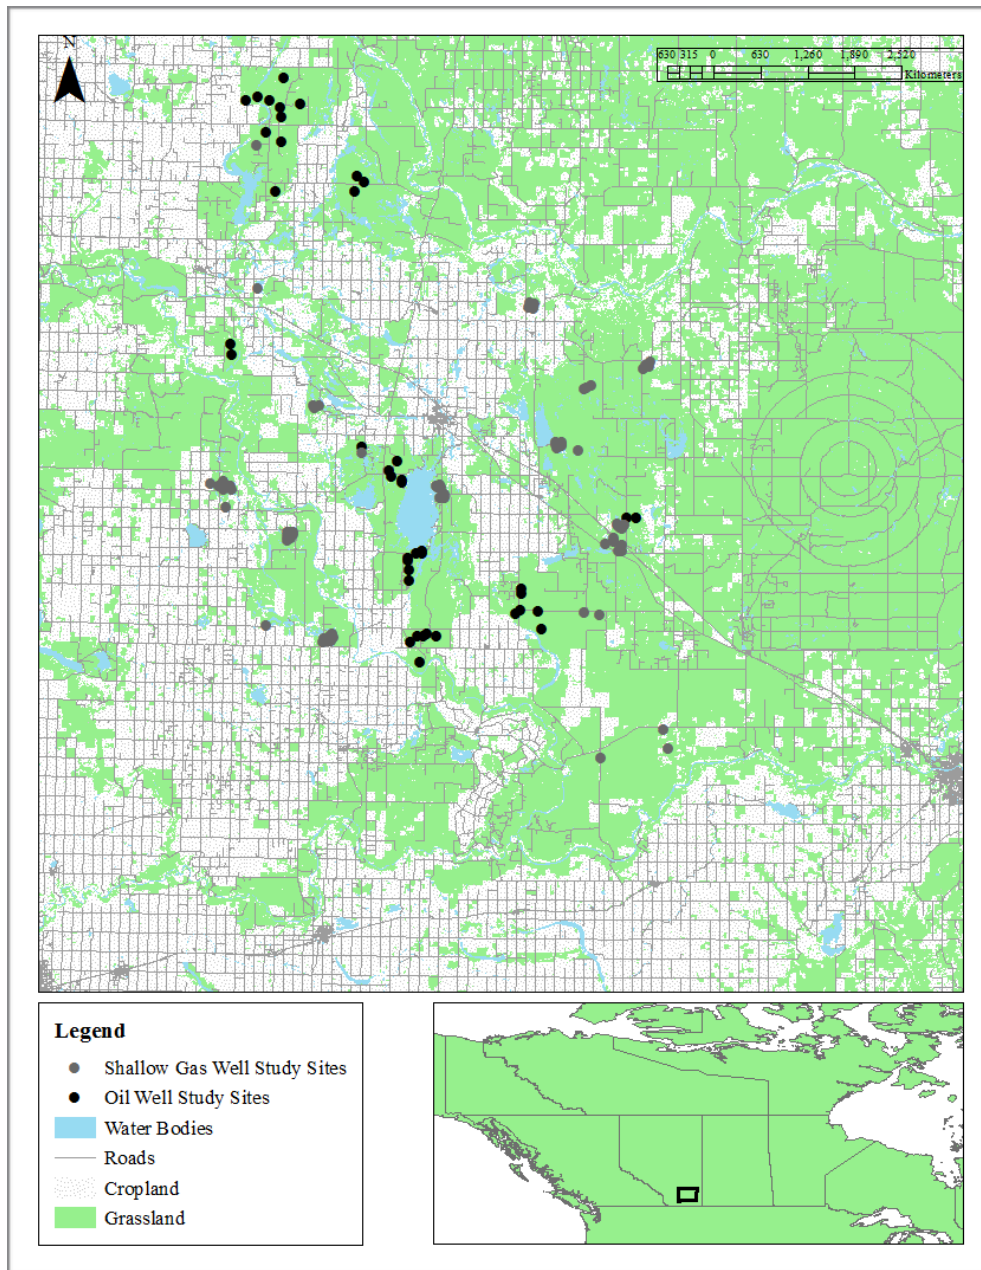 N
630 315 0 630 1,260 1,890 2,520
Kilometers
Legend
Shallow Gas Well Study Sites
Oil Well Study Sites
Water Bodies
Roads
Cropland
Grassland